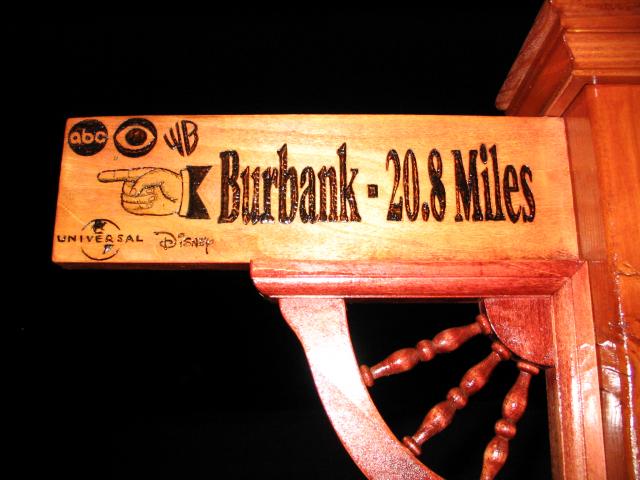 abc WB
Burbank - 20.8 Miles
UNIVERSAL Disney